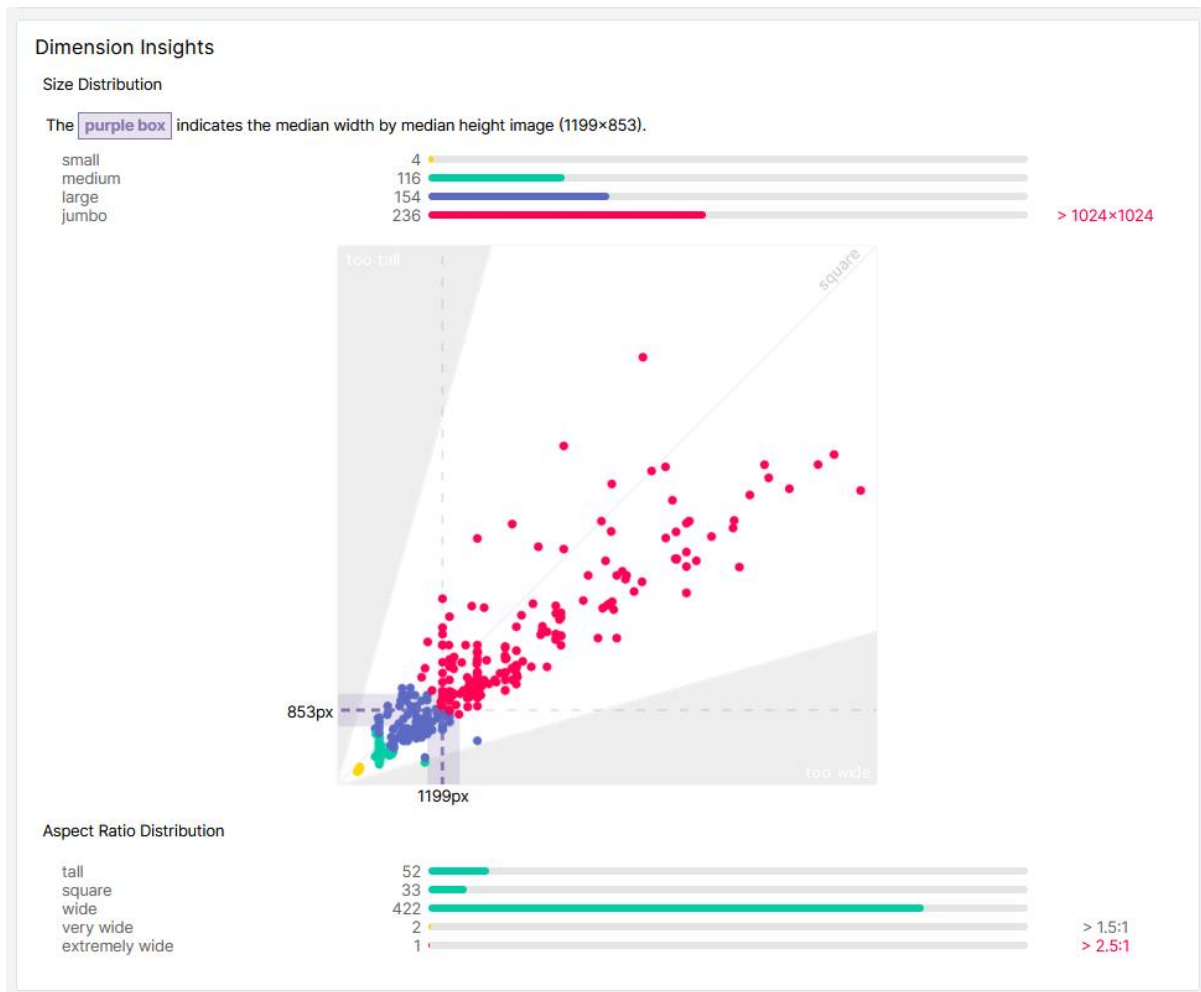 Dimension Insights
Size Distribution
The purple box indicates the median width by median height image (1199×853).
small 4
medium 116
large 154
jumbo 236 > 1024×1024
too tall
square
853px
too wide
1199px
Aspect Ratio Distribution
tall 52
square 33
wide 422
very wide 2 > 1.5:1
extremely wide 1 > 2.5:1